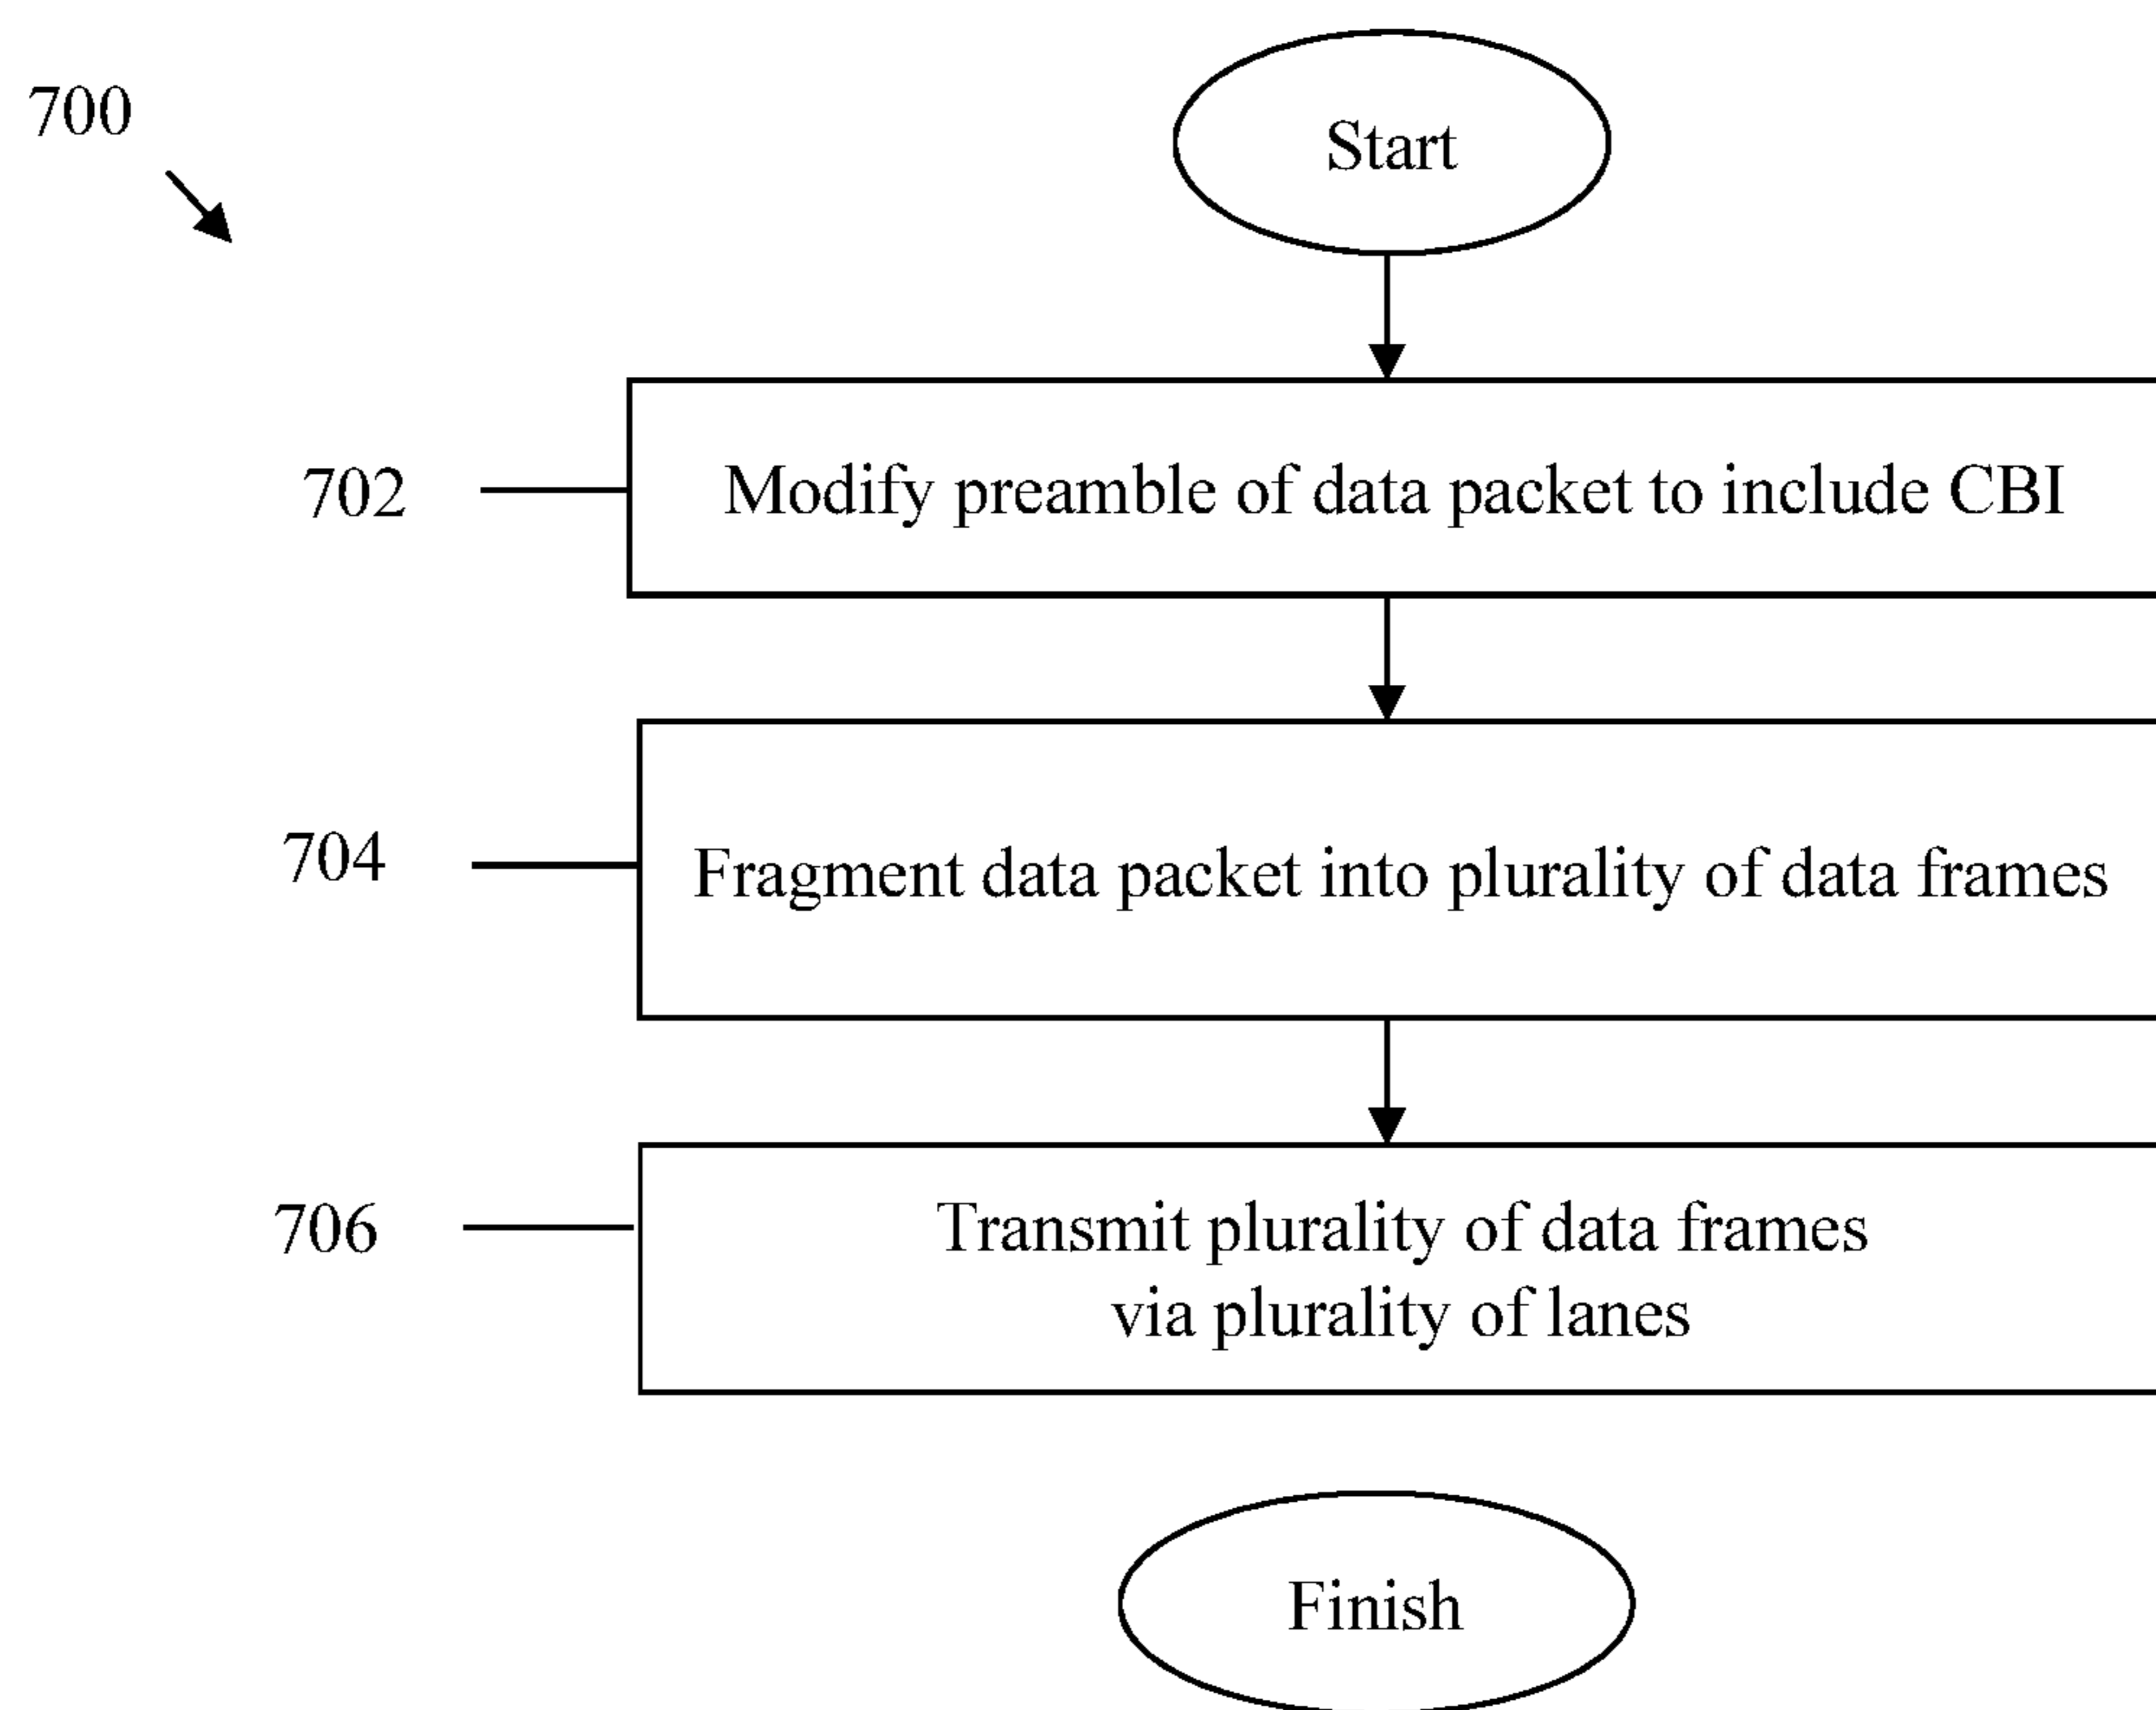 700
Start
702
Modify preamble of data packet to include CBI
704
Fragment data packet into plurality of data frames
706
Transmit plurality of data frames
via plurality of lanes
Finish